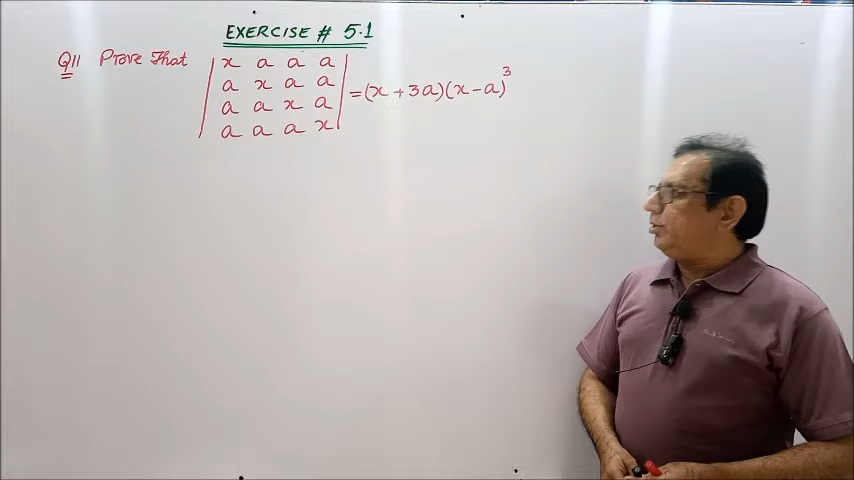 EXERCISE # 5.1
Q11 Prove That | x a a a |
| a x a a |
| a a x a | = (x + 3a)(x - a)³
| a a a x |